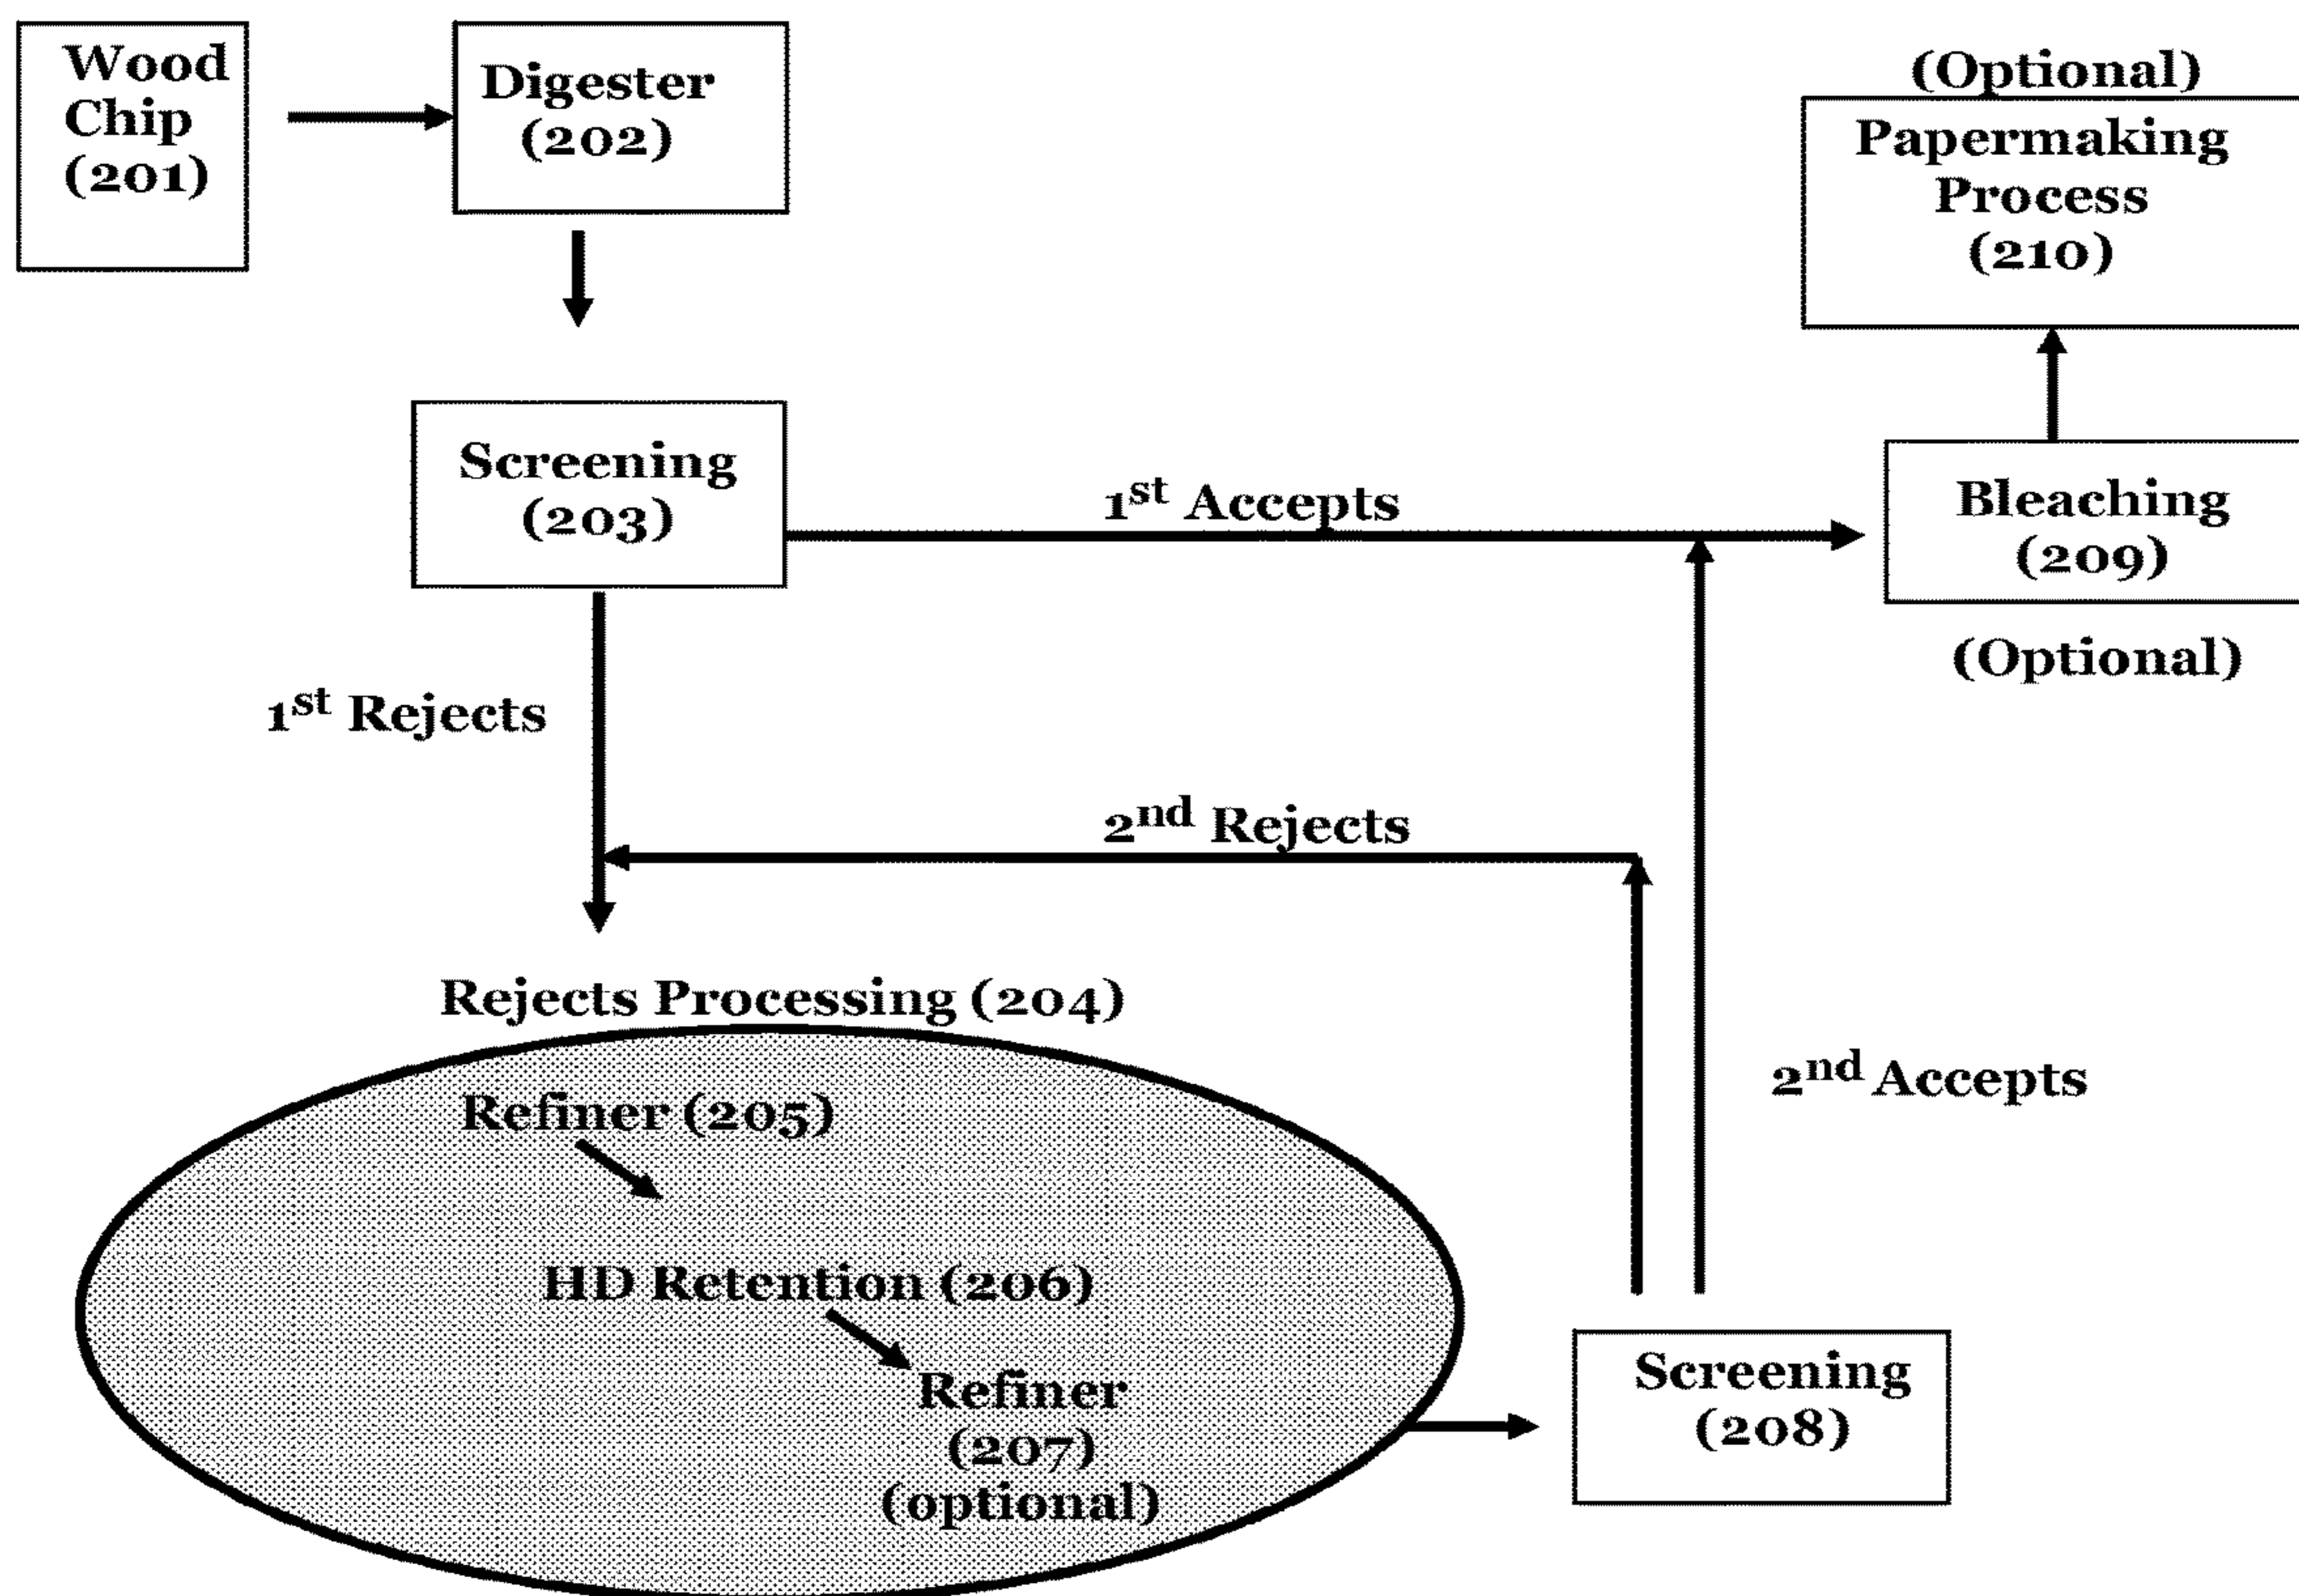 Wood
Chip
(201)
Digester
(202)
(Optional)
Papermaking
Process
(210)
Screening
(203)
1st Accepts
Bleaching
(209)
(Optional)
1st Rejects
2nd Rejects
Rejects Processing (204)
2nd Accepts
Refiner (205)
HD Retention (206)
Refiner
(207)
(optional)
Screening
(208)